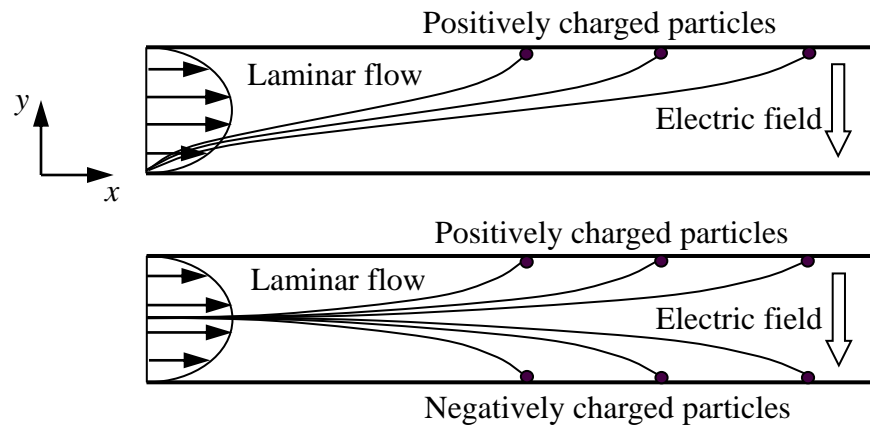 Positively charged particles
Laminar flow
y
Electric field
x
Positively charged particles
Laminar flow
Electric field
Negatively charged particles